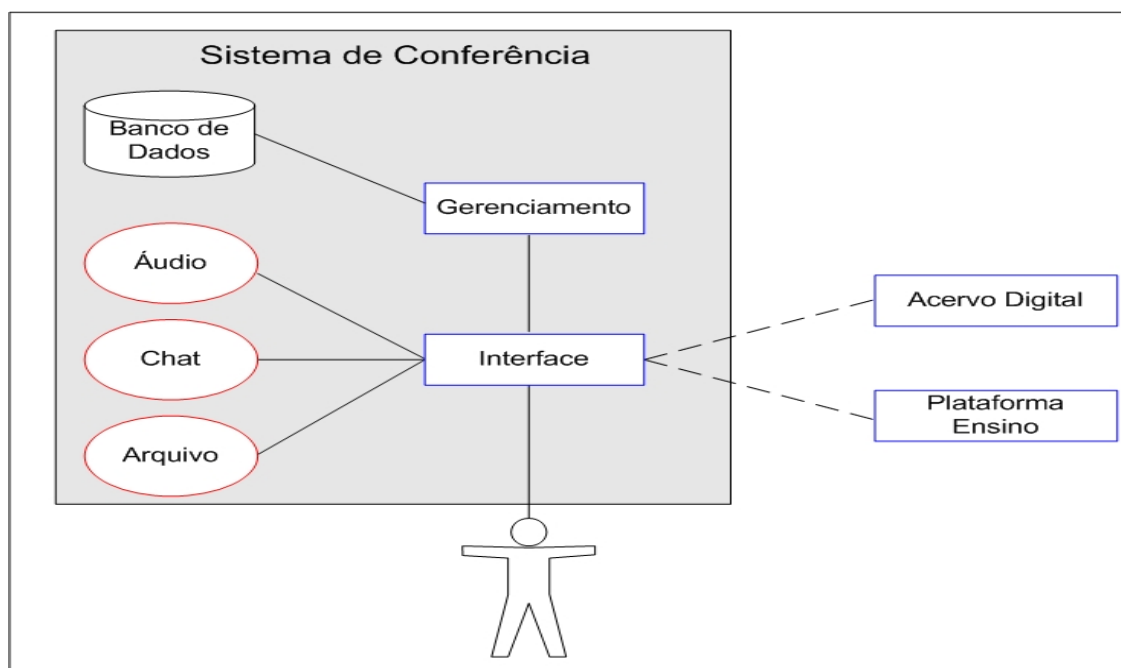 Sistema de Conferência
Banco de
Dados
Gerenciamento
Áudio
Acervo Digital
Chat
Interface
Plataforma
Ensino
Arquivo